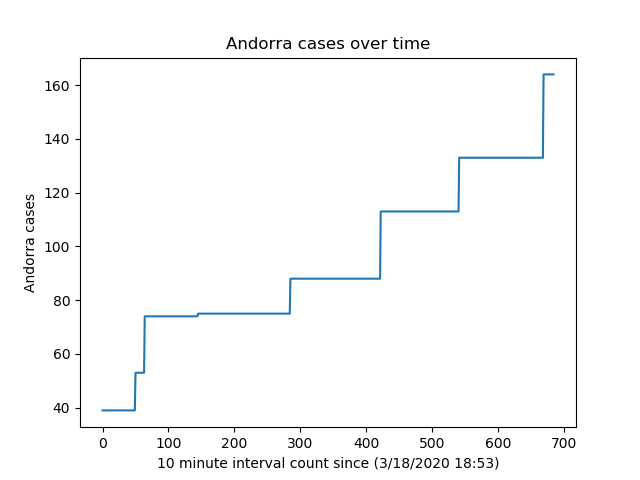 Andorra cases over time
Andorra cases
160
140
120
100
80
60
40
0 100 200 300 400 500 600 700
10 minute interval count since (3/18/2020 18:53)